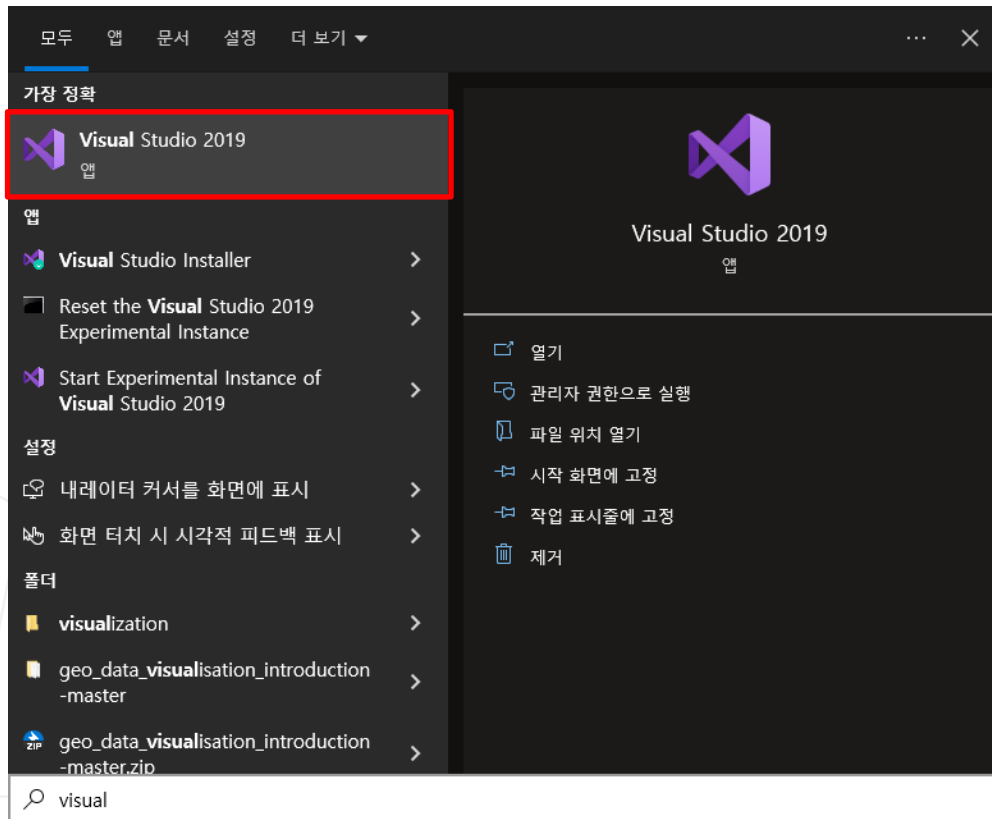 모두 앱 문서 설정 더 보기
가장 정확
Visual Studio 2019
앱
앱
Visual Studio Installer
Reset the Visual Studio 2019
Experimental Instance
Start Experimental Instance of
Visual Studio 2019
설정
내레이터 커서를 화면에 표시
화면 터치 시 시각적 피드백 표시
폴더
visualization
geo_data_visualisation_introduction
-master
geo_data_visualisation_introduction
-master.zip
visual
Visual Studio 2019
앱
열기
관리자 권한으로 실행
파일 위치 열기
시작 화면에 고정
작업 표시줄에 고정
제거
ZIP